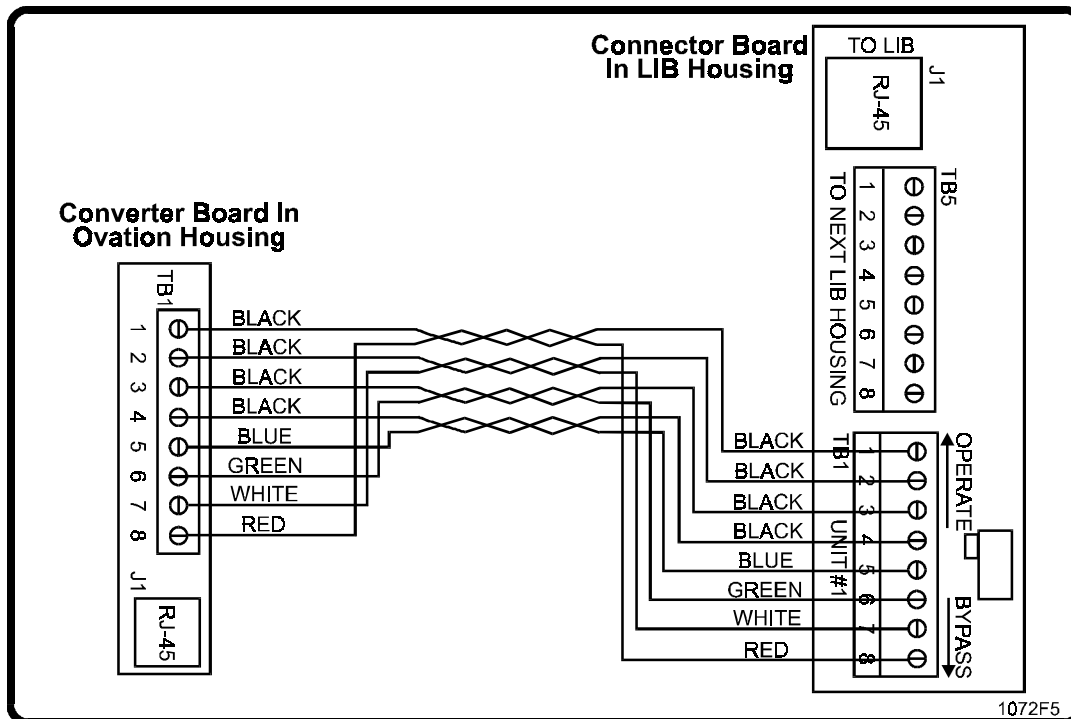 Connector Board
In LIB Housing
TO LIB
J1
RJ-45
TB5
1
2
3
4
5
6
7
8
TO NEXT LIB HOUSING
Converter Board In
Ovation Housing
TB1
1
2
3
4
5
6
7
8
BLACK
BLACK
BLACK
BLACK
BLUE
GREEN
WHITE
RED
J1
RJ-45
BLACK
BLACK
BLACK
BLACK
BLUE
GREEN
WHITE
RED
TB1
UNIT #1
1
2
3
4
5
6
7
8
OPERATE
BYPASS
1072F5